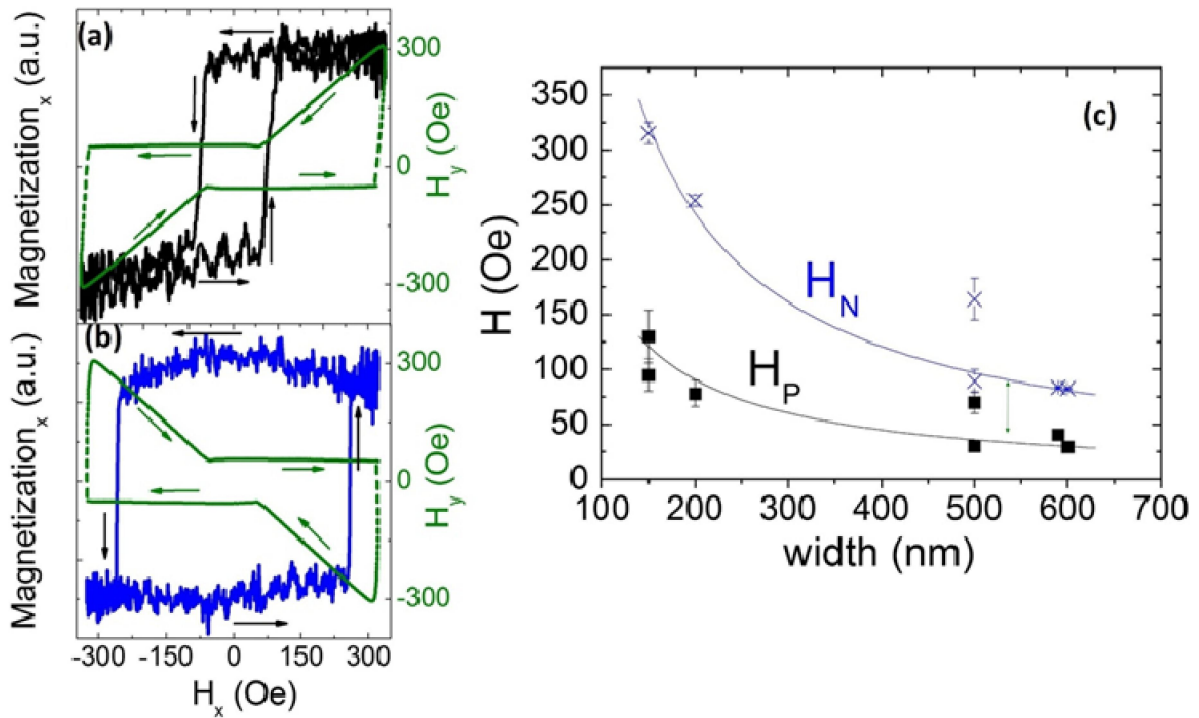 (a)
Magnetization_x (a.u.)
300
0
-300
H_y (Oe)
(b)
Magnetization_x (a.u.)
300
0
-300
H_y (Oe)
-300 -150 0 150 300
H_x (Oe)
(c)
350
300
250
200
150
100
50
0
H (Oe)
H_N
H_P
100 200 300 400 500 600 700
width (nm)